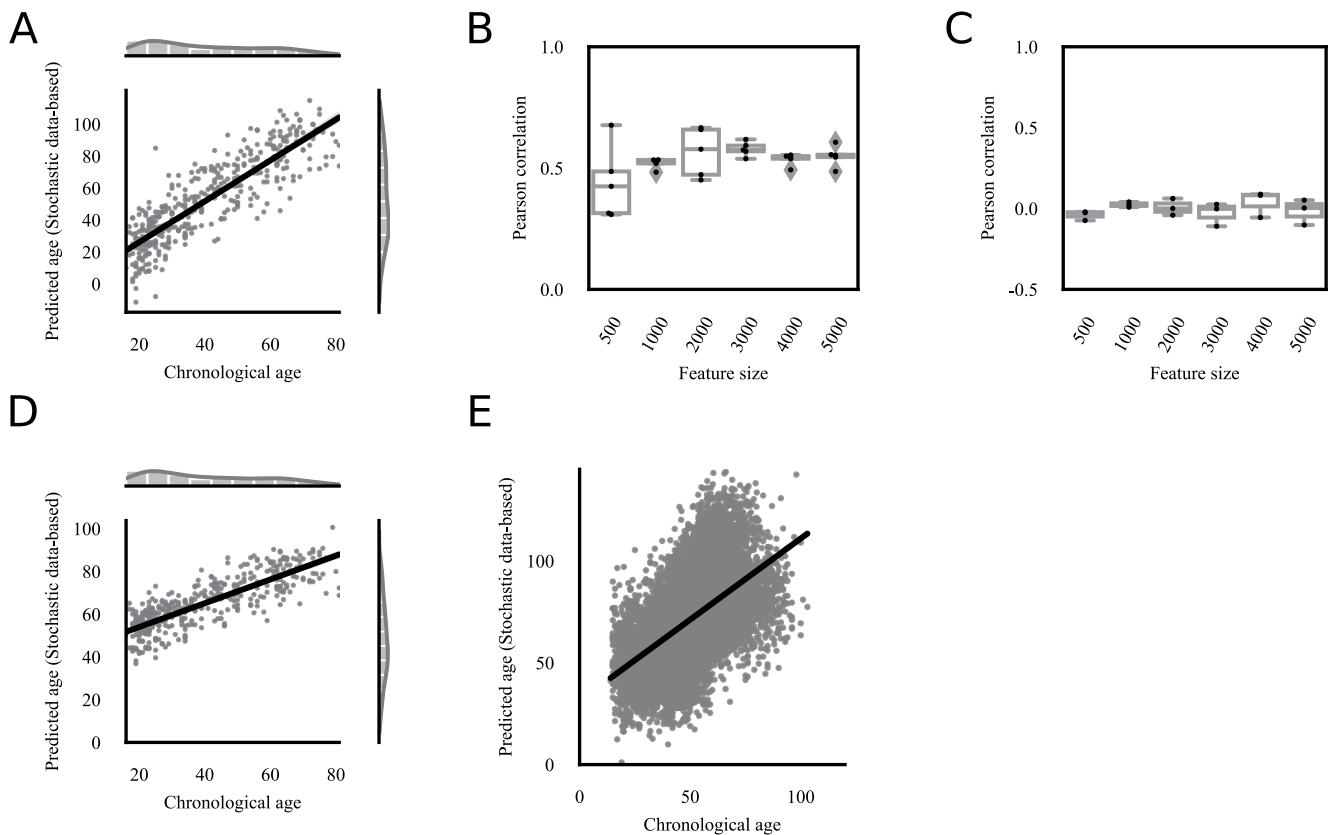 A
Predicted age (Stochastic data-based)
100
80
60
40
20
0
20 40 60 80
Chronological age
B
Pearson correlation
1.0
0.5
0.0
500 1000 2000 3000 4000 5000
Feature size
C
Pearson correlation
1.0
0.5
0.0
-0.5
500 1000 2000 3000 4000 5000
Feature size
D
Predicted age (Stochastic data-based)
100
80
60
40
20
0
20 40 60 80
Chronological age
E
Predicted age (Stochastic data-based)
100
50
0
0 50 100
Chronological age